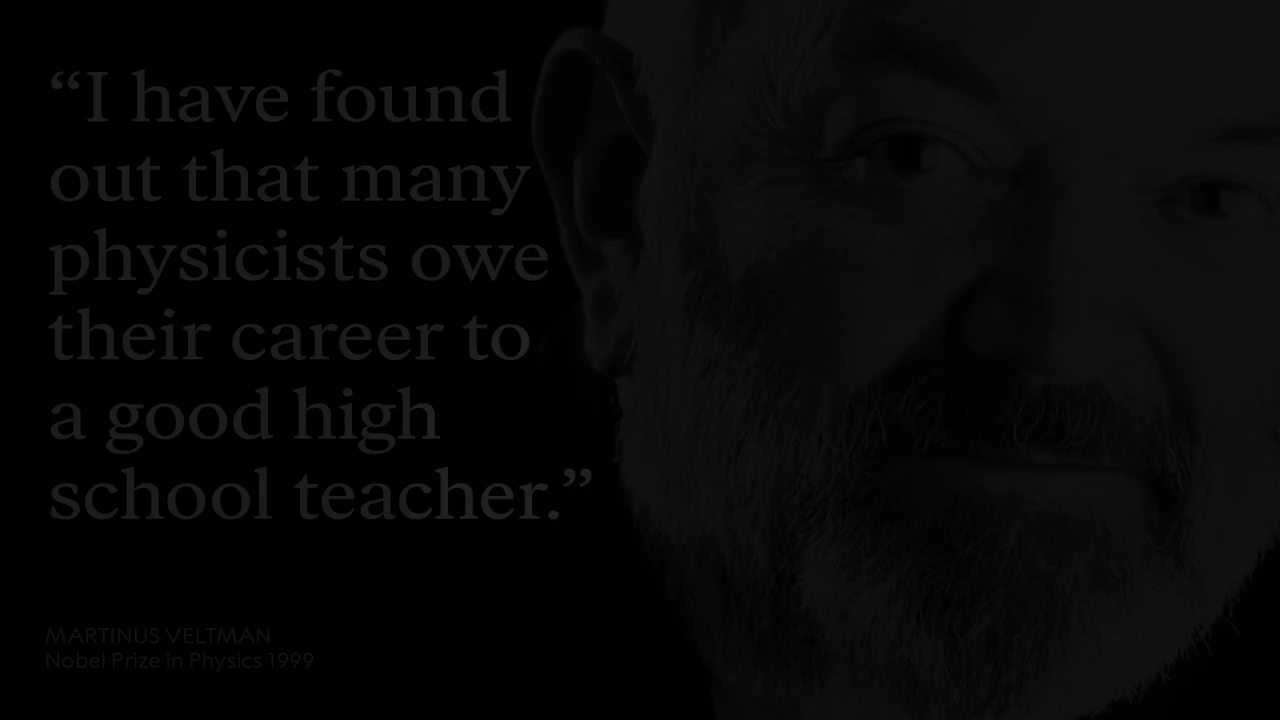 “I have found
out that many
physicists owe
their career to
a good high
school teacher.”
MARTINUS VELTMAN
Nobel Prize in Physics 1999